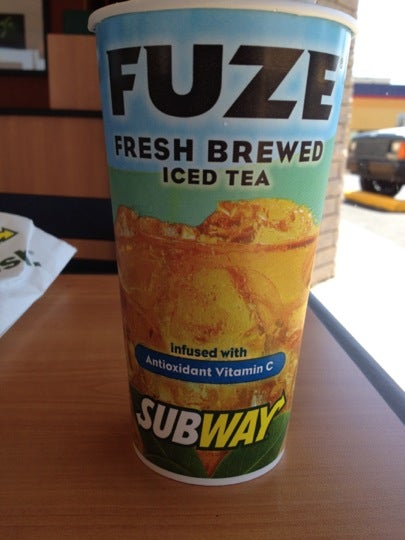 FUZE
FRESH BREWED
ICED TEA
infused with
Antioxidant Vitamin C
SUBWAY